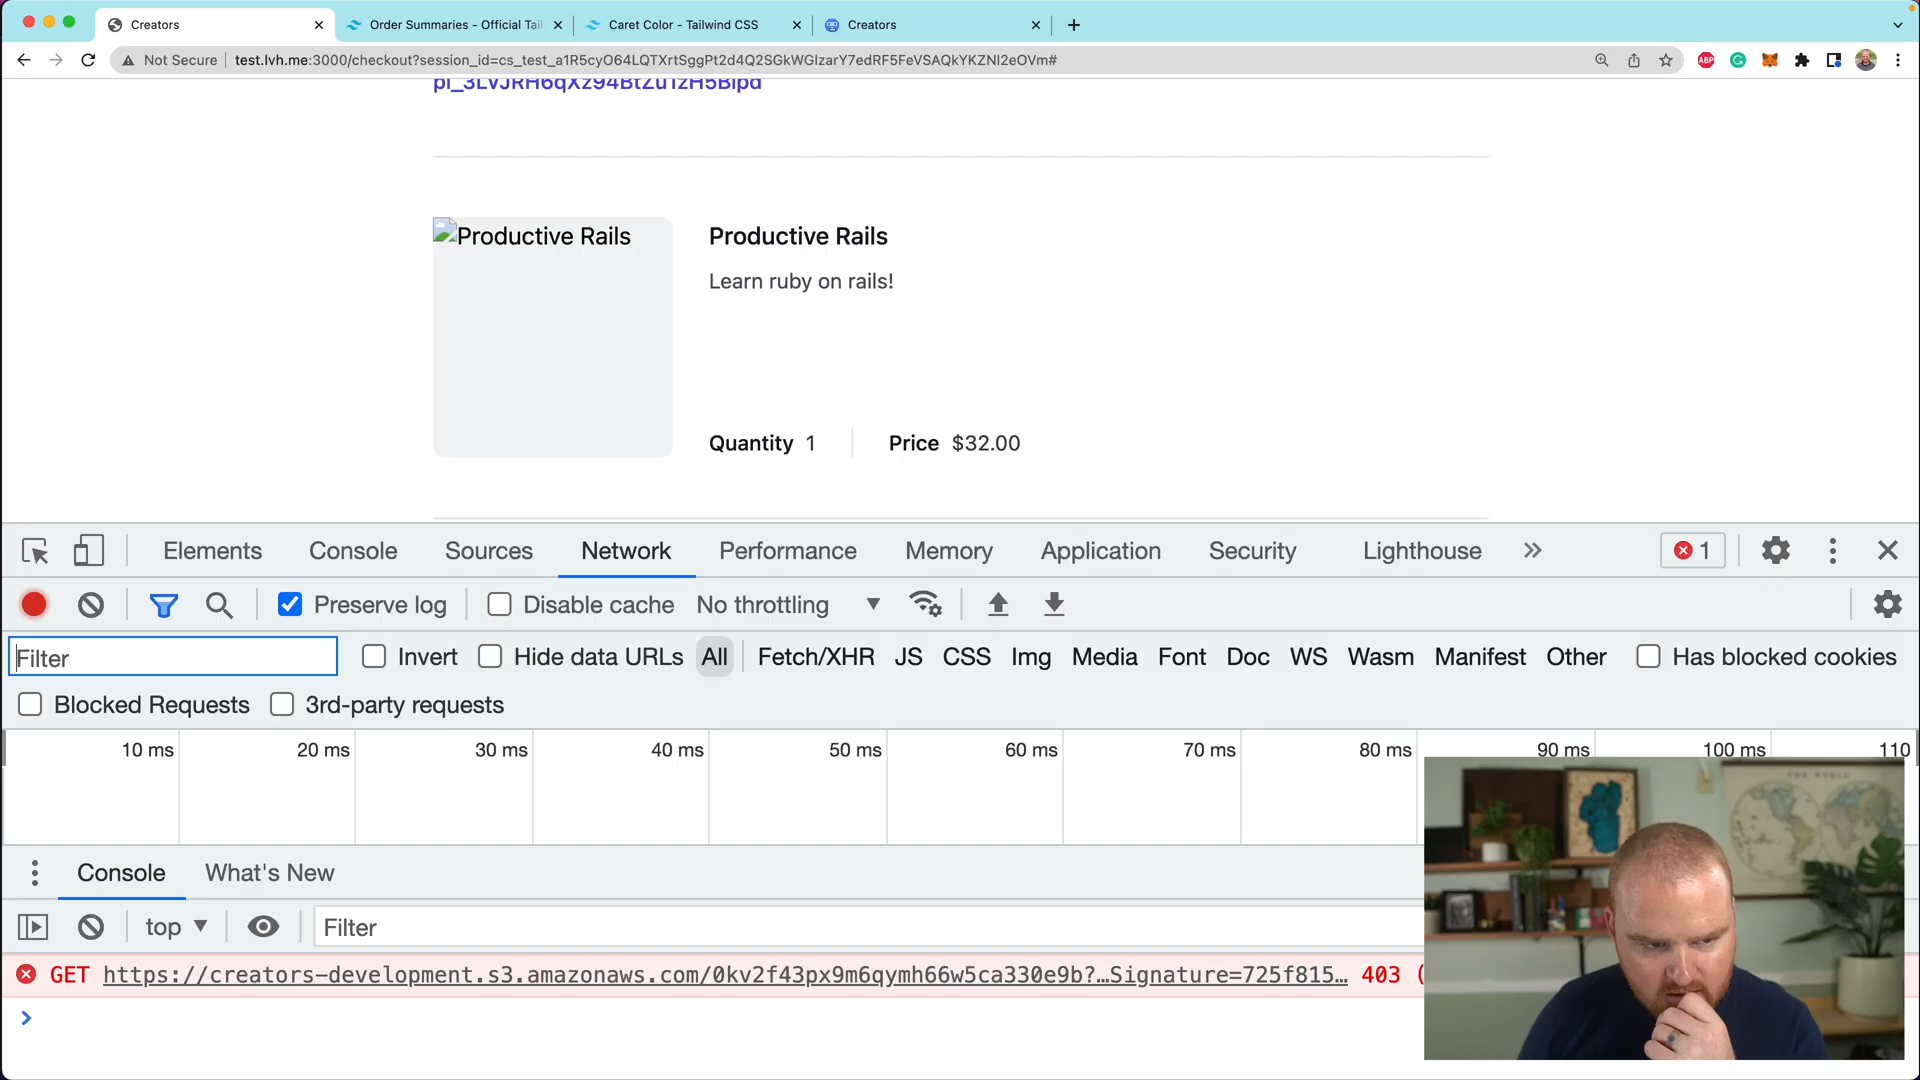 Creators
Order Summaries - Official Tail
Caret Color - Tailwind CSS
Creators
Not Secure
test.lvh.me:3000/checkout?session_id=cs_test_a1R5cyO64LQTXrtSggPt2d4Q2SGkWGIzarY7edRF5FeVSAQkYKZNl2eOVm#
pi_3LVJRH6qXz94BtZu1zH5Bipd
Productive Rails
Productive Rails
Learn ruby on rails!
Quantity 1
Price $32.00
Elements Console Sources Network Performance Memory Application Security Lighthouse
1
Preserve log Disable cache No throttling
Filter Invert Hide data URLs All Fetch/XHR JS CSS Img Media Font Doc WS Wasm Manifest Other Has blocked cookies
Blocked Requests 3rd-party requests
10 ms 20 ms 30 ms 40 ms 50 ms 60 ms 70 ms 80 ms 90 ms 100 ms 110
Console What's New
top Filter
GET https://creators-development.s3.amazonaws.com/0kv2f43px9m6qymh66w5ca330e9b?…Signature=725f815… 403 (